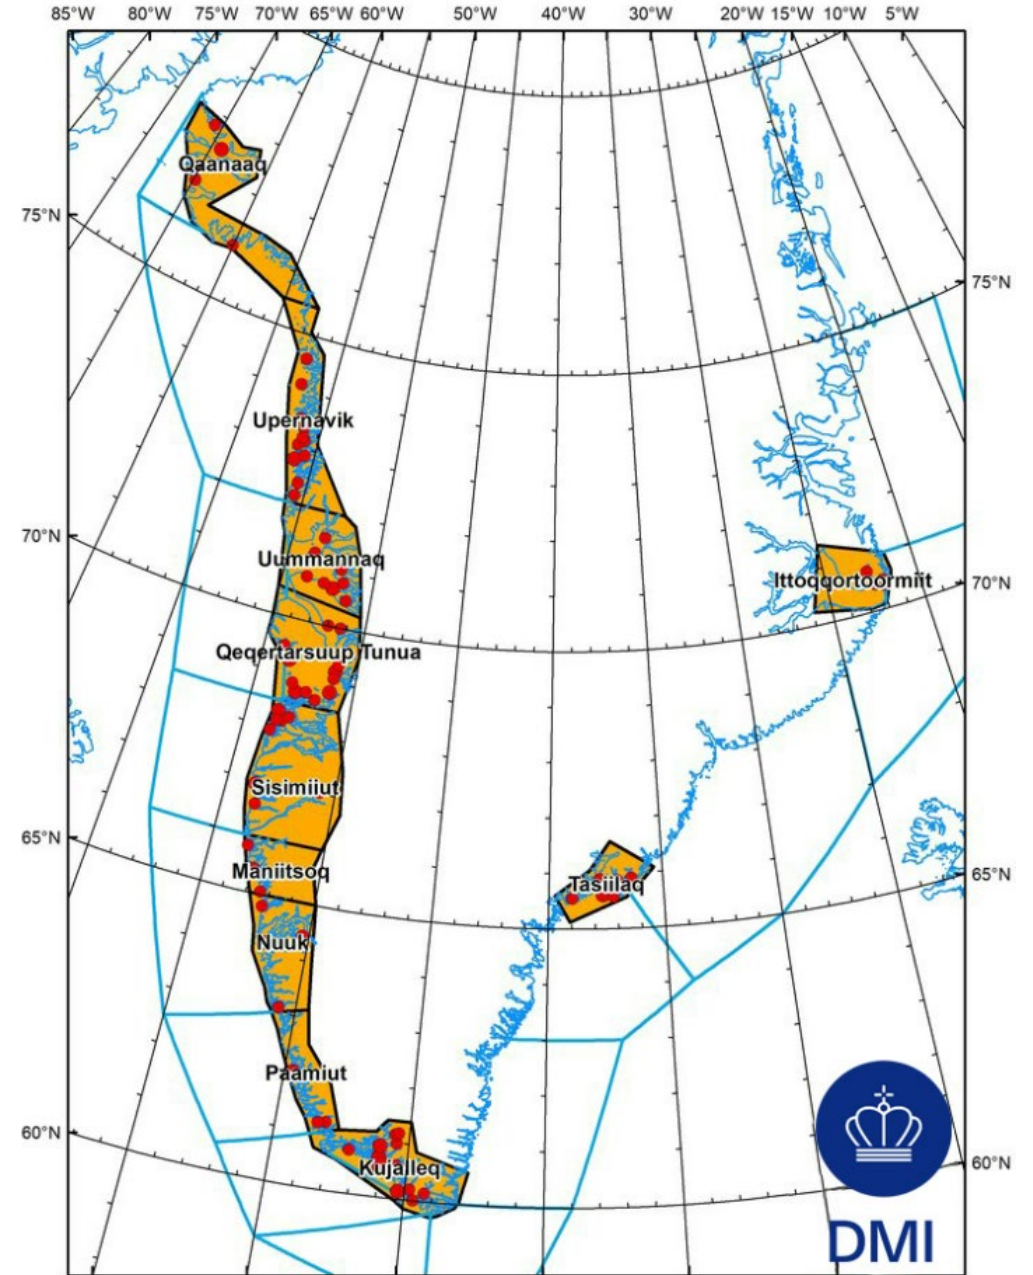 85°W 80°W 75°W 70°W 65°W 60°W 50°W 40°W 30°W 20°W 15°W 10°W 5°W
Qaanaaq
75°N
75°N
Upernavik
70°N
Uummannaq
Ittoqqortoormiit
70°N
Qeqertarsuup Tunua
Sisimiiut
65°N
Maniitsoq
65°N
Tasiilaq
Nuuk
Paamiut
60°N
Kujalleq
60°N
DMI